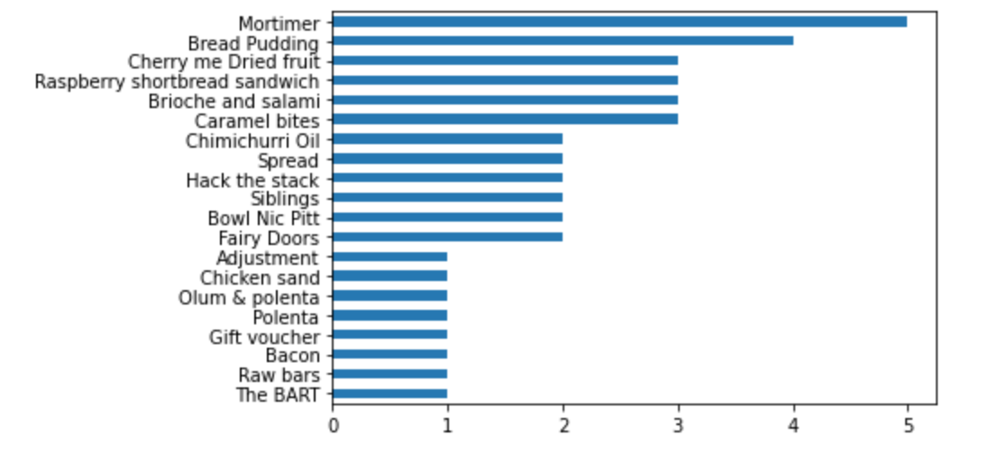 Mortimer
Bread Pudding
Cherry me Dried fruit
Raspberry shortbread sandwich
Brioche and salami
Caramel bites
Chimichurri Oil
Spread
Hack the stack
Siblings
Bowl Nic Pitt
Fairy Doors
Adjustment
Chicken sand
Olum & polenta
Polenta
Gift voucher
Bacon
Raw bars
The BART
0 1 2 3 4 5